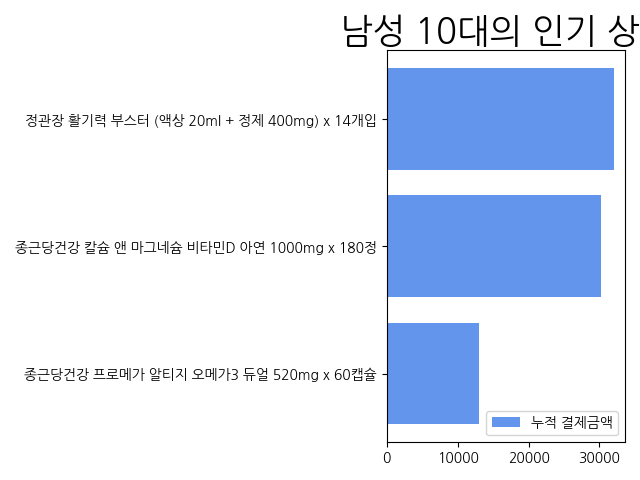 남성 10대의 인기 상
정관장 활기력 부스터 (액상 20ml + 정제 400mg) x 14개입
종근당건강 칼슘 앤 마그네슘 비타민D 아연 1000mg x 180정
종근당건강 프로메가 알티지 오메가3 듀얼 520mg x 60캡슐
누적 결제금액
0 10000 20000 30000